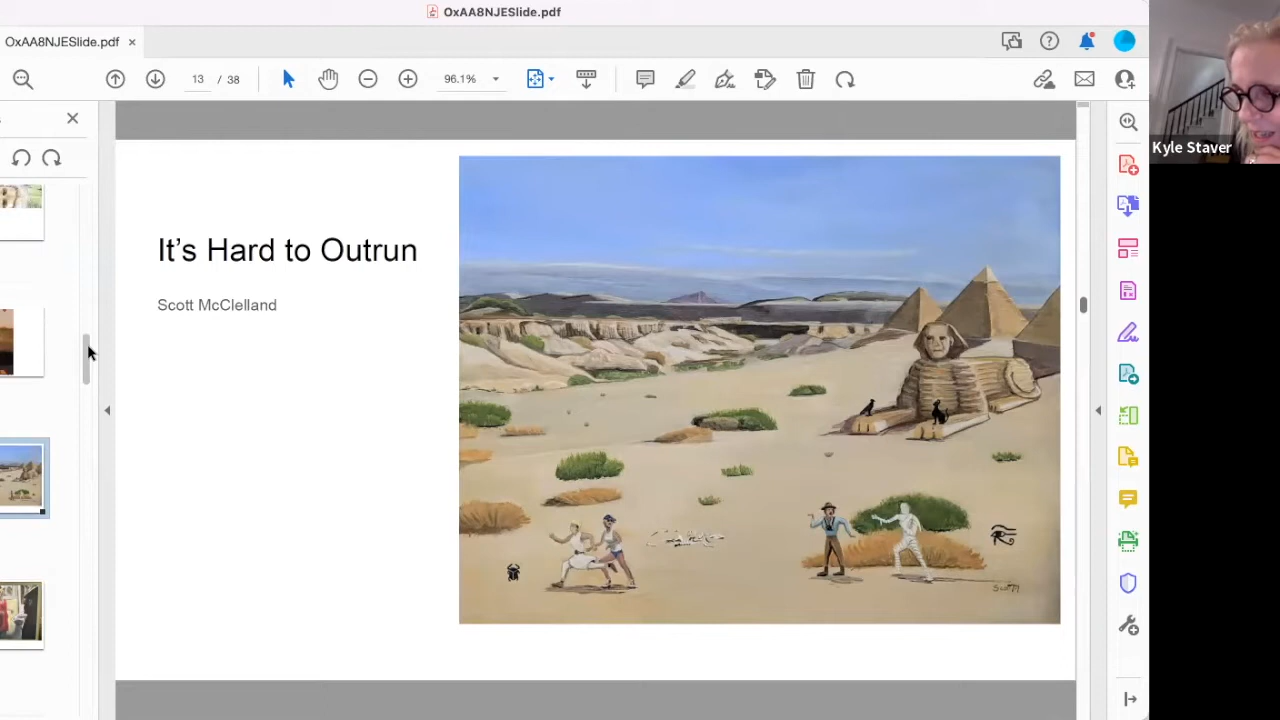 OxAA8NJESlide.pdf
OxAA8NJESlide.pdf
13 / 38
96.1%
Kyle Staver
It's Hard to Outrun
Scott McClelland